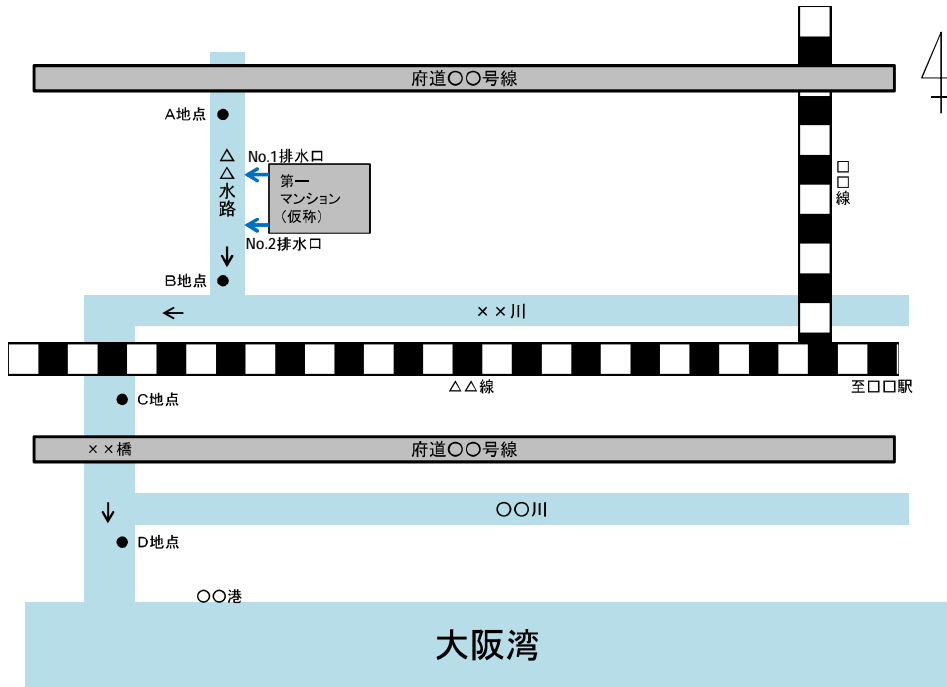 府道〇〇号線
A地点
No.1排水口
△△水路
第一
マンション
(仮称)
□□線
No.2排水口
B地点
××川
△△線
至□□駅
C地点
××橋
府道〇〇号線
〇〇川
D地点
〇〇港
大阪湾